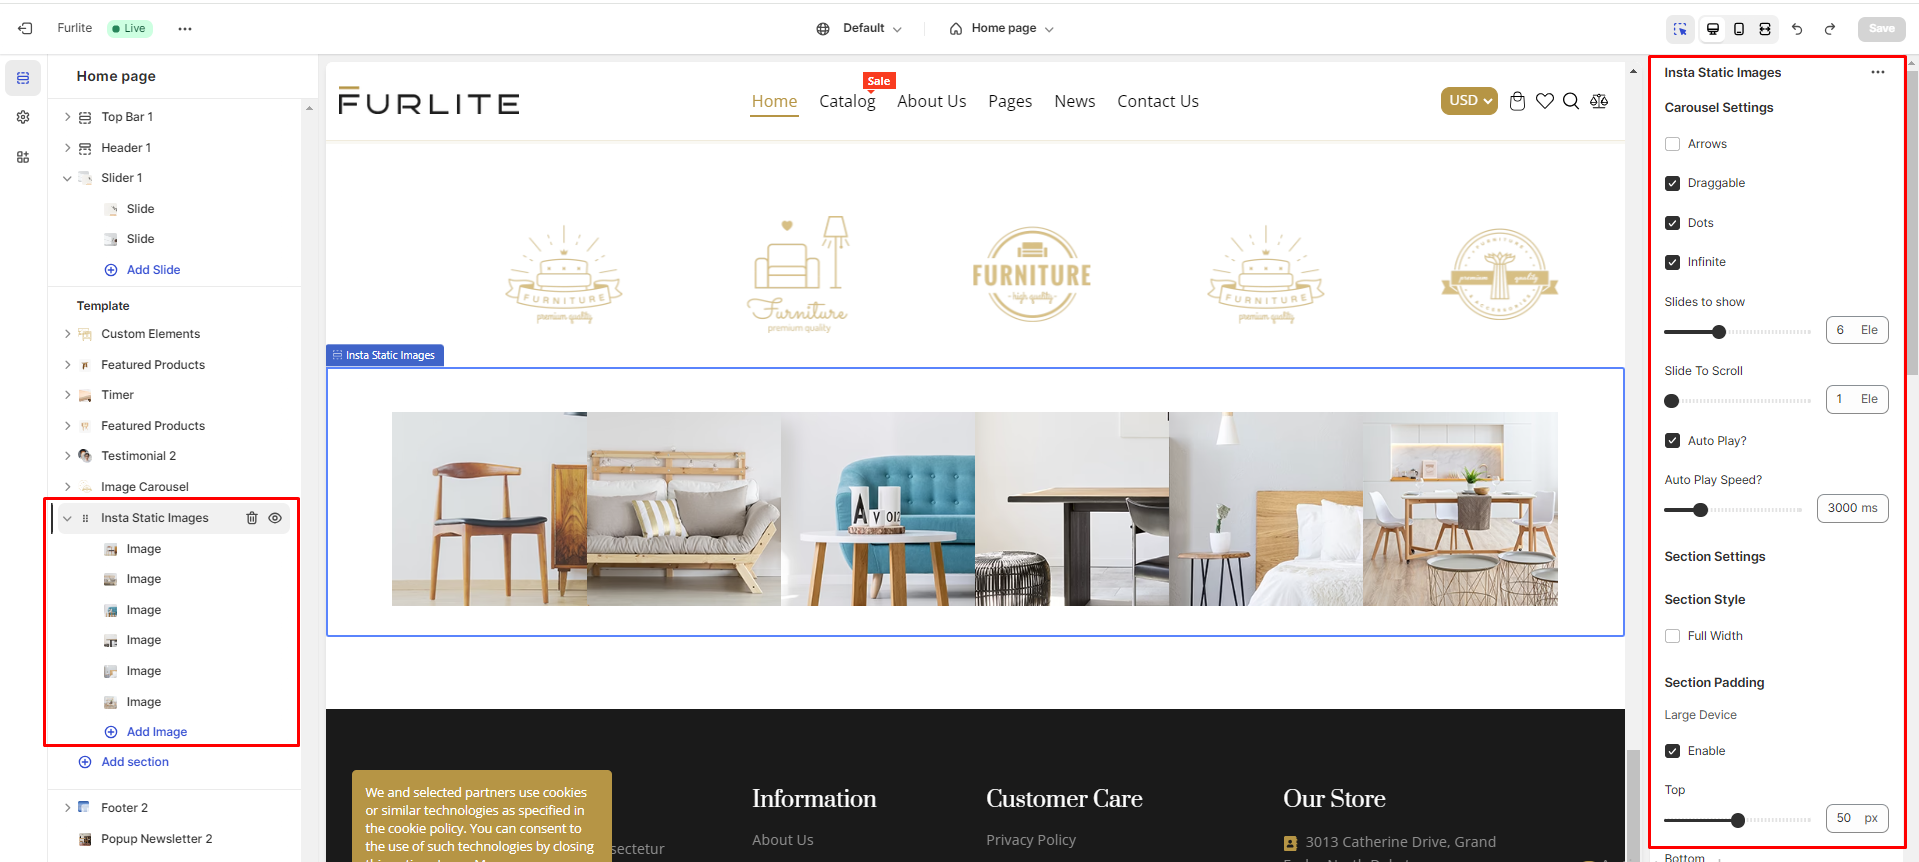 Furlite
Live
Default
Home page
Save
Home page
Top Bar 1
Header 1
Slider 1
Slide
Slide
Add Slide
Template
Custom Elements
Featured Products
Timer
Featured Products
Testimonial 2
Image Carousel
Insta Static Images
Image
Image
Image
Image
Image
Image
Add Image
Add section
Footer 2
Popup Newsletter 2
FURLITE
Sale
Home
Catalog
About Us
Pages
News
Contact Us
USD
FURNITURE
premium quality
Furniture
premium quality
FURNITURE
high quality
FURNITURE
premium quality
FURNITURE
premium quality
Insta Static Images
We and selected partners use cookies
or similar technologies as specified in
the cookie policy. You can consent to
the use of such technologies by closing
sectetur
Information
About Us
Customer Care
Privacy Policy
Our Store
3013 Catherine Drive, Grand
Insta Static Images
Carousel Settings
Arrows
Draggable
Dots
Infinite
Slides to show
6 Ele
Slide To Scroll
1 Ele
Auto Play?
Auto Play Speed?
3000 ms
Section Settings
Section Style
Full Width
Section Padding
Large Device
Enable
Top
50 px
Bottom